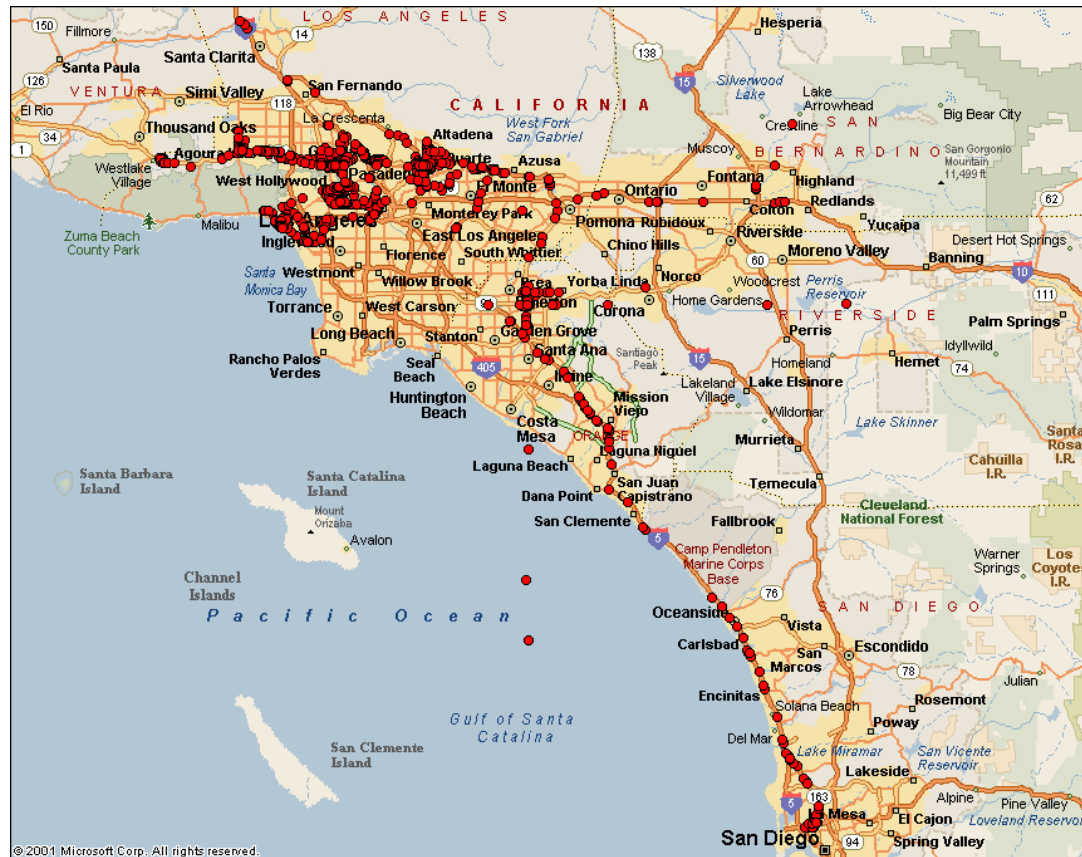 LOS ANGELES
Hesperia
150
Fillmore
14
138
Santa Clarita
15
Santa Paula
126
San Fernando
Silverwood
Lake
Lake
Arrowhead
VENTURA
Simi Valley
118
El Rio
CALIFORNIA
Big Bear City
La Crescenta
West Fork
San Gabriel
Crestline
SAN
34
Thousand Oaks
Altadena
1
Muscoy
BERNARDINO
San Gorgonio
Mountain
11,499 ft
Agoura
Azusa
Westlake
Village
Pasadena
Fontana
West Hollywood
El Monte
Ontario
Highland
62
Malibu
Monterey Park
Pomona
Rubidoux
Colton
Redlands
Yucaipa
Zuma Beach
County Park
East Los Angeles
Riverside
Desert Hot Springs
Chino Hills
Moreno Valley
Florence
South Whittier
60
Banning
10
Santa
Monica Bay
Westmont
Willow Brook
Yorba Linda
Norco
Woodcrest
Perris
Reservoir
111
Torrance
West Carson
Home Gardens
Corona
RIVERSIDE
Palm Springs
Long Beach
Garden Grove
Perris
Stanton
Idyllwild
Rancho Palos
Verdes
Santa Ana
Santiago
Peak
15
Homeland
Hemet
74
Seal
Beach
405
Lakeland
Village
Lake Elsinore
Huntington
Beach
Mission
Viejo
Wildomar
Costa
Mesa
ORANGE
Lake Skinner
Santa
Rosa
I.R.
Murrieta
Laguna Niguel
Cahuilla
I.R.
Laguna Beach
Santa Barbara
Island
Santa Catalina
Island
San Juan
Capistrano
Temecula
Dana Point
Mount
Orizaba
Cleveland
National Forest
San Clemente
Fallbrook
Avalon
5
Camp Pendleton
Marine Corps
Base
Warner
Springs
Los
Coyotes
I.R.
Channel
Islands
76
Pacific Ocean
Oceanside
SAN DIEGO
Vista
Carlsbad
San
Marcos
Escondido
78
Julian
Encinitas
Rosemont
Solana Beach
Gulf of Santa
Catalina
Poway
Del Mar
San Clemente
Island
Lake Miramar
San Vicente
Reservoir
Lakeside
163
Alpine
5
Pine Valley
Mesa
El Cajon
Loveland Reservoir
San Diego
94
Spring Valley
© 2001 Microsoft Corp. All rights reserved.